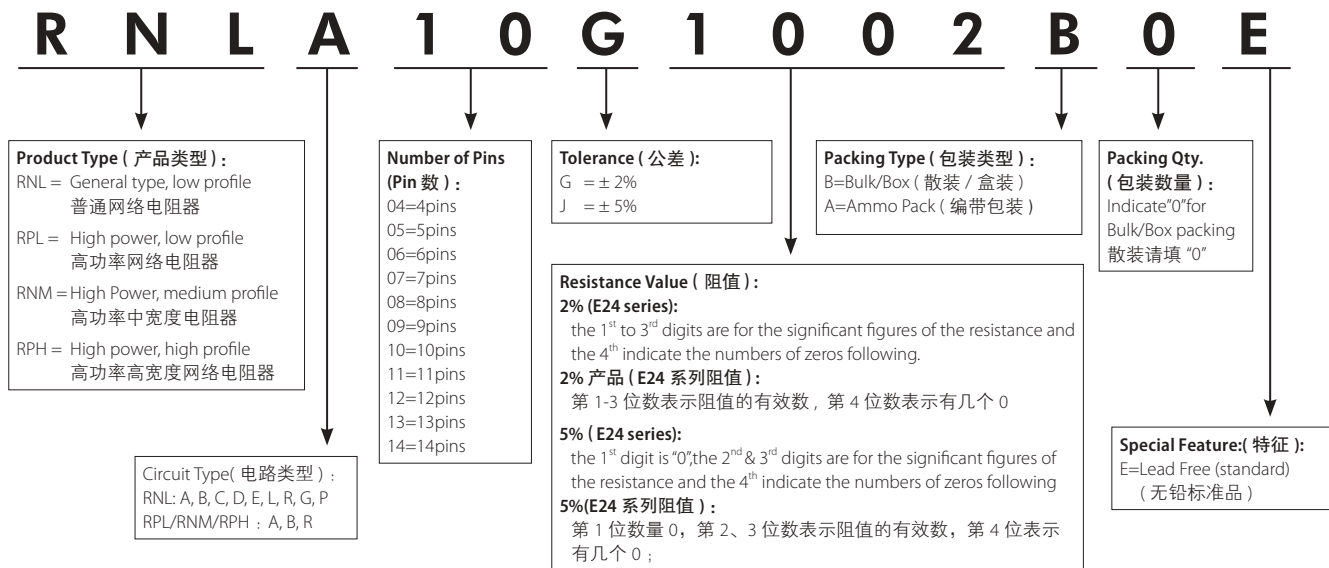 R N L A 1 0 G 1 0 0 2 B 0 E
Product Type ( 产品类型 ) :
RNL = General type, low profile
普通网络电阻器
RPL = High power, low profile
高功率网络电阻器
RNM = High Power, medium profile
高功率中宽度电阻器
RPH = High power, high profile
高功率高宽度网络电阻器
Circuit Type( 电路类型 ) :
RNL: A, B, C, D, E, L, R, G, P
RPL/RNM/RPH : A, B, R
Number of Pins
(Pin 数 ) :
04=4pins
05=5pins
06=6pins
07=7pins
08=8pins
09=9pins
10=10pins
11=11pins
12=12pins
13=13pins
14=14pins
Tolerance ( 公差 ):
G = ± 2%
J = ± 5%
Resistance Value ( 阻值 ) :
2% (E24 series):
the 1st to 3rd digits are for the significant figures of the resistance and
the 4th indicate the numbers of zeros following.
2% 产品 ( E24 系列阻值 ) :
第 1-3 位数表示阻值的有效数 , 第 4 位数表示有几个 0
5% ( E24 series):
the 1st digit is "0",the 2nd & 3rd digits are for the significant figures of
the resistance and the 4th indicate the numbers of zeros following
5%(E24 系列阻值 ) :
第 1 位数量 0，第 2、3 位数表示阻值的有效数，第 4 位表示
有几个 0 ;
Packing Type ( 包装类型 ) :
B=Bulk/Box ( 散装 / 盒装 )
A=Ammo Pack ( 编带包装 )
Packing Qty.
( 包装数量 ) :
Indicate"0"for
Bulk/Box packing
散装请填 "0"
Special Feature:( 特征 ):
E=Lead Free (standard)
( 无铅标准品 )